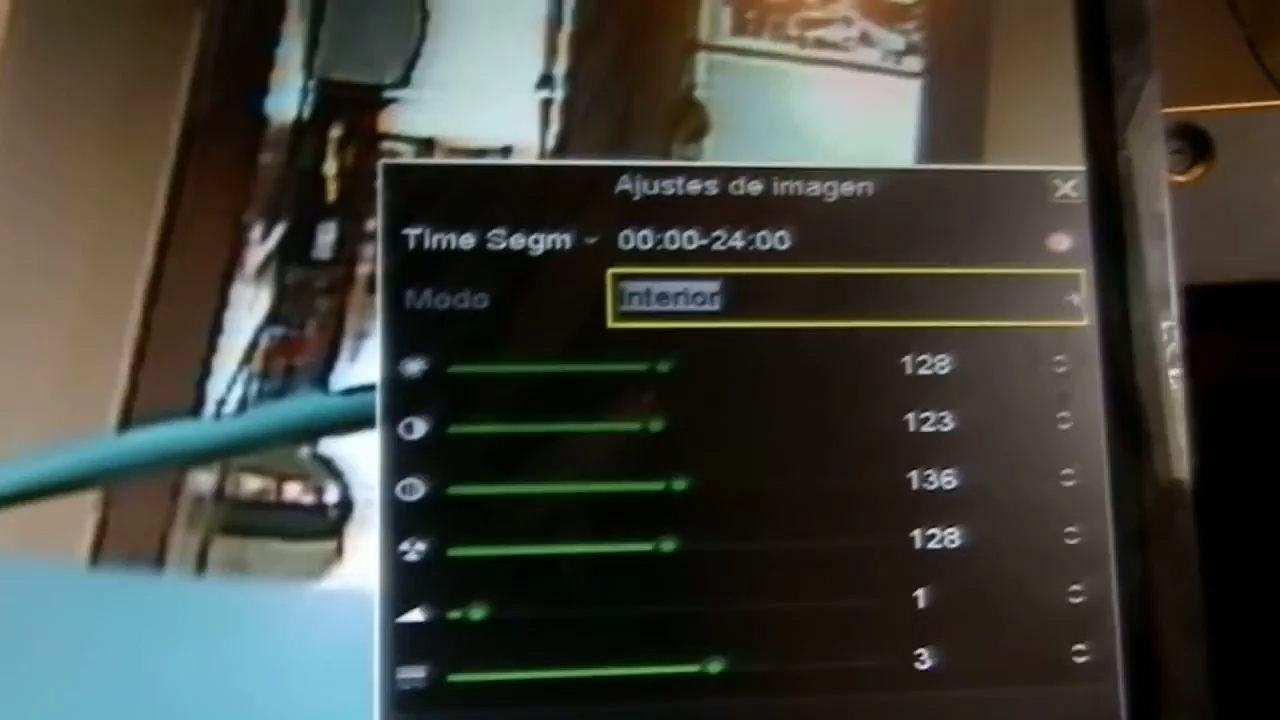 Ajustes de imagen
Time Segm 00:00-24:00
Modo Interior
128
123
136
128
1
3